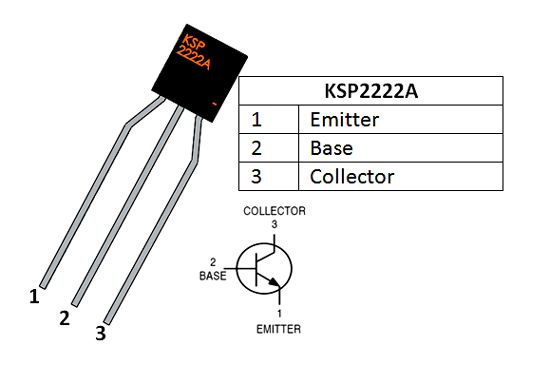 KSP
2222A
-
KSP2222A
1 Emitter
2 Base
3 Collector
COLLECTOR
3
2
BASE
1
EMITTER
1
2
3